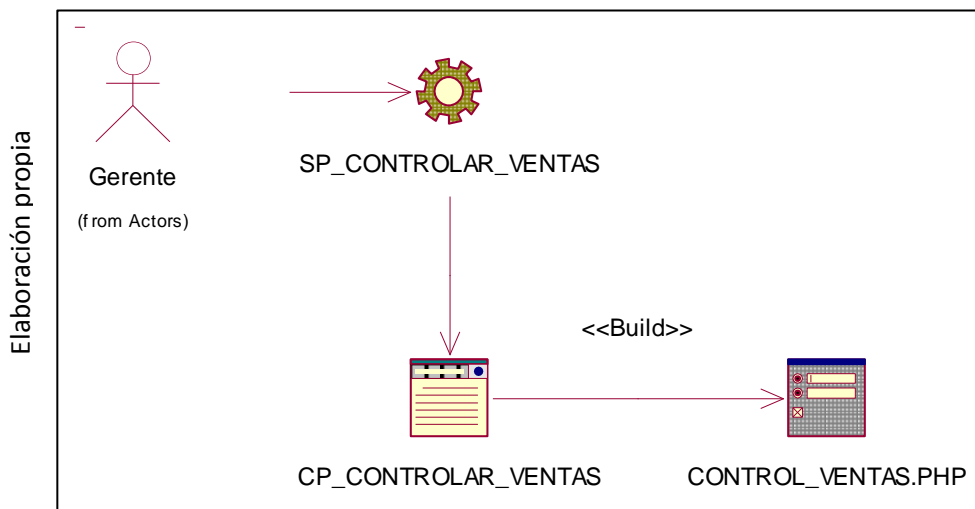 Elaboración propia
Gerente
(from Actors)
SP_CONTROLAR_VENTAS
<<Build>>
CP_CONTROLAR_VENTAS
CONTROL_VENTAS.PHP